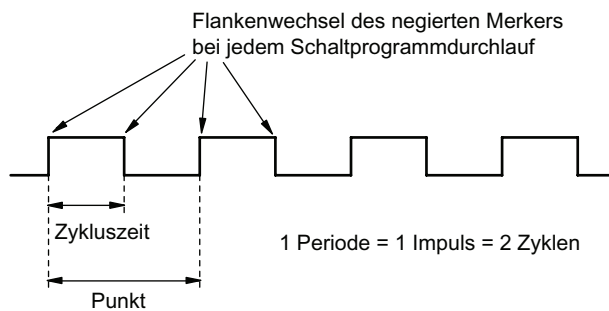 Flankenwechsel des negierten Merkers
bei jedem Schaltprogrammdurchlauf
Zykluszeit
1 Periode = 1 Impuls = 2 Zyklen
Punkt